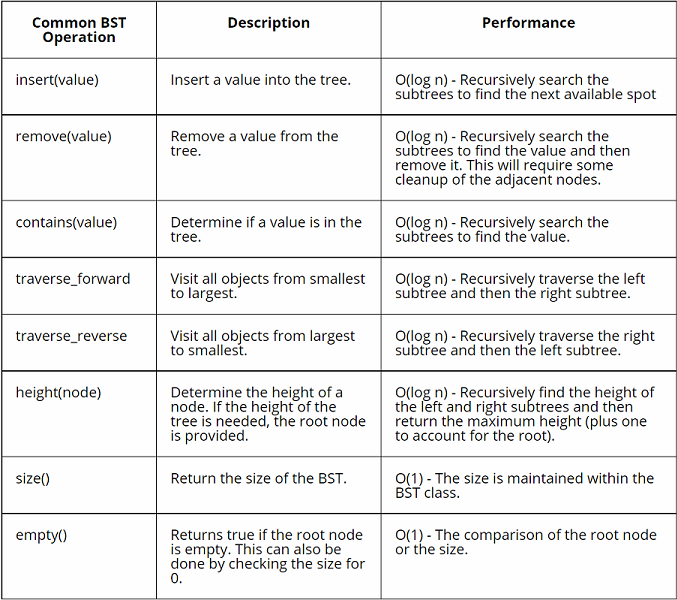 Common BST
Operation
Description
Performance
insert(value)
Insert a value into the tree.
O(log n) - Recursively search the
subtrees to find the next available spot
remove(value)
Remove a value from the
tree.
O(log n) - Recursively search the
subtrees to find the value and then
remove it. This will require some
cleanup of the adjacent nodes.
contains(value)
Determine if a value is in the
tree.
O(log n) - Recursively search the
subtrees to find the value.
traverse_forward
Visit all objects from smallest
to largest.
O(log n) - Recursively traverse the left
subtree and then the right subtree.
traverse_reverse
Visit all objects from largest
to smallest.
O(log n) - Recursively traverse the right
subtree and then the left subtree.
height(node)
Determine the height of a
node. If the height of the
tree is needed, the root node
is provided.
O(log n) - Recursively find the height of
the left and right subtrees and then
return the maximum height (plus one
to account for the root).
size()
Return the size of the BST.
O(1) - The size is maintained within the
BST class.
empty()
Returns true if the root node
is empty. This can also be
done by checking the size for
0.
O(1) - The comparison of the root node
or the size.